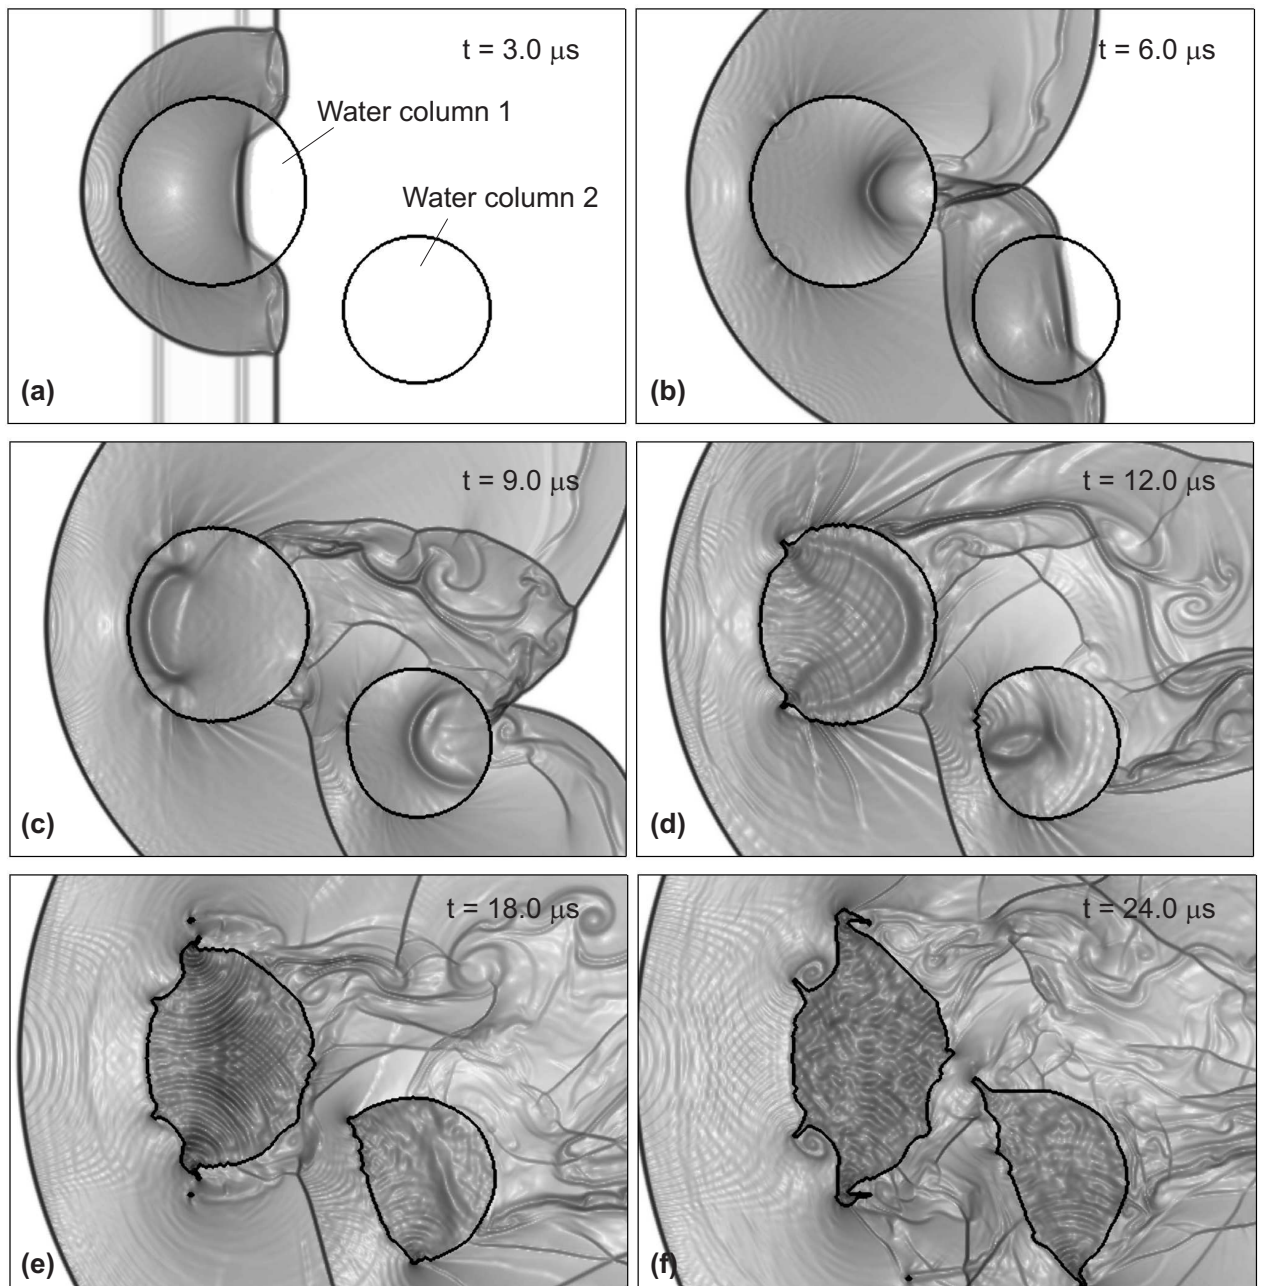 t = 3.0 μs
Water column 1
Water column 2
(a)
t = 6.0 μs
(b)
t = 9.0 μs
(c)
t = 12.0 μs
(d)
t = 18.0 μs
(e)
t = 24.0 μs
(f)